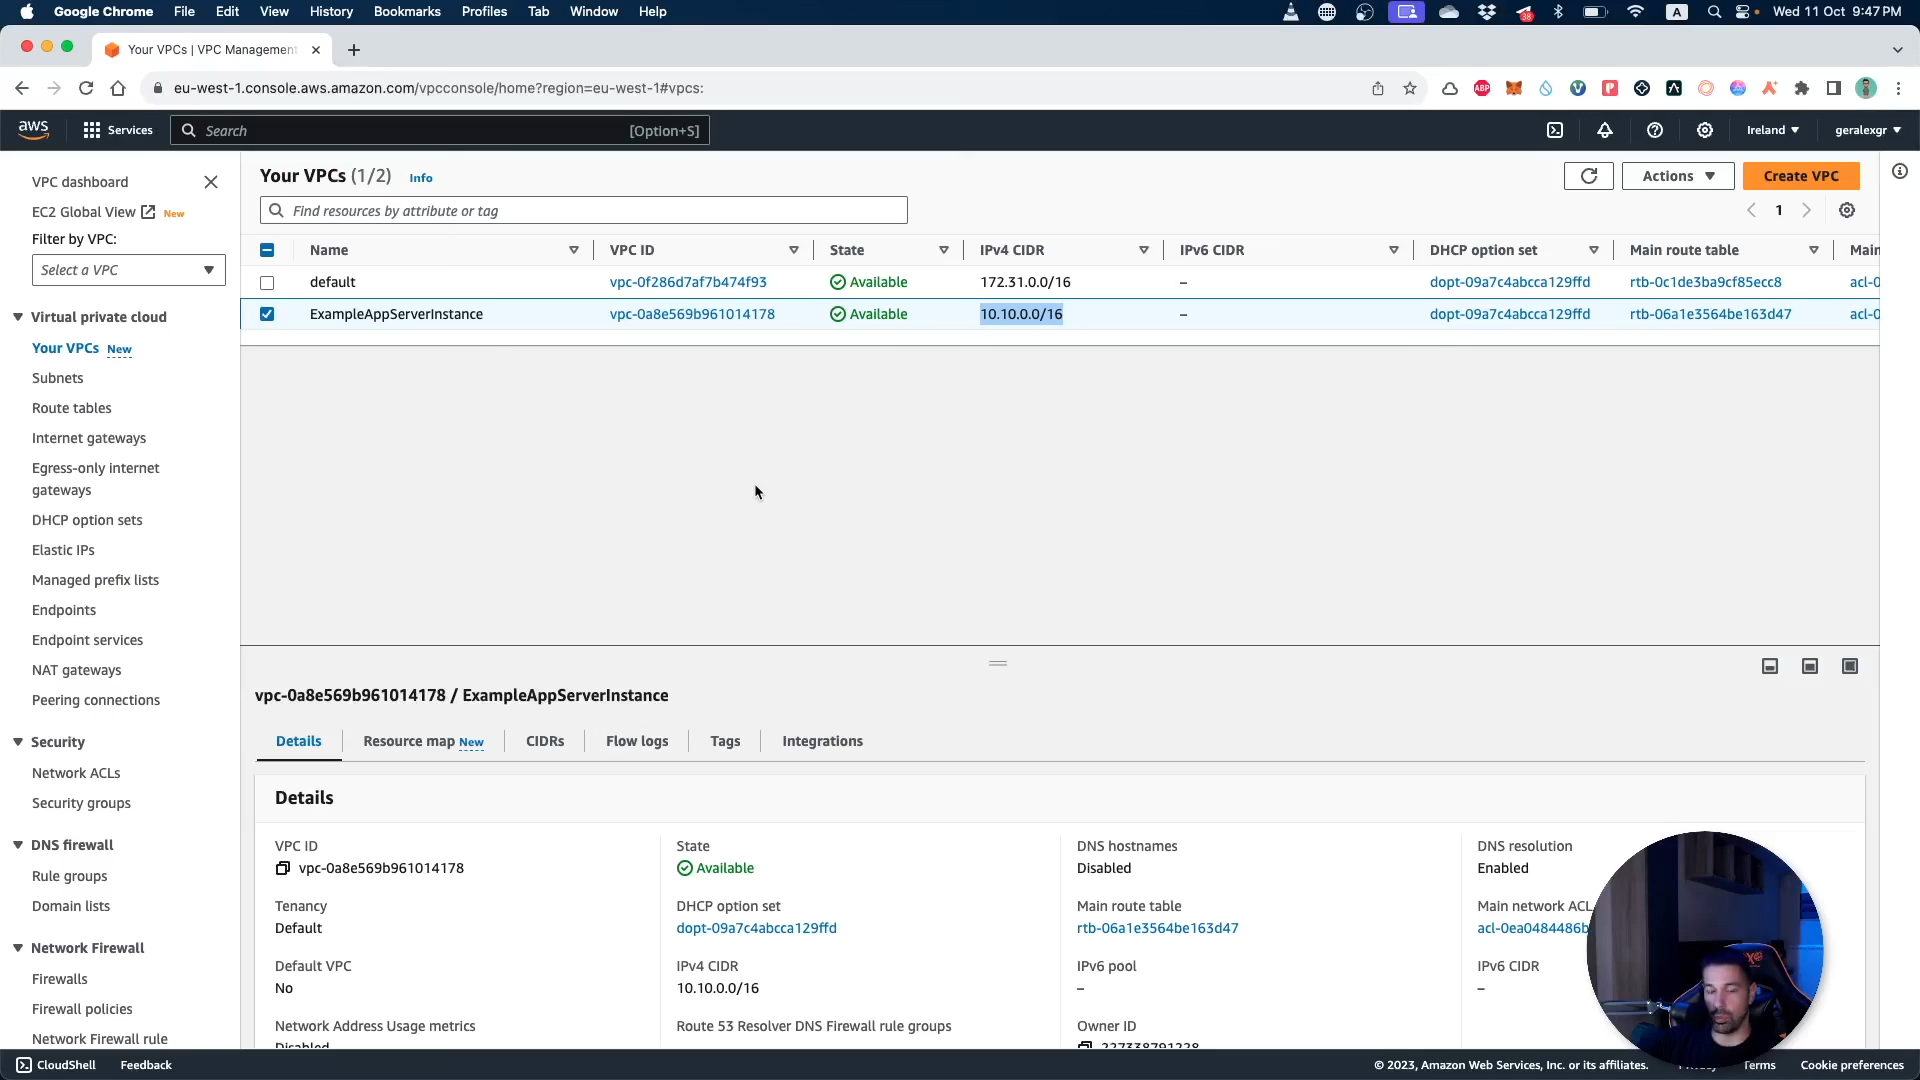 Google Chrome File Edit View History Bookmarks Profiles Tab Window Help
38 A Wed 11 Oct 9:47 PM
Your VPCs | VPC Management
eu-west-1.console.aws.amazon.com/vpcconsole/home?region=eu-west-1#vpcs:
ABP
aws Services Search [Option+S] Ireland geralexgr
VPC dashboard
EC2 Global View New
Filter by VPC:
Select a VPC
Virtual private cloud
Your VPCs New
Subnets
Route tables
Internet gateways
Egress-only internet
gateways
DHCP option sets
Elastic IPs
Managed prefix lists
Endpoints
Endpoint services
NAT gateways
Peering connections
Security
Network ACLs
Security groups
DNS firewall
Rule groups
Domain lists
Network Firewall
Firewalls
Firewall policies
Network Firewall rule
Your VPCs (1/2) Info
Actions Create VPC
Find resources by attribute or tag
1
Name VPC ID State IPv4 CIDR IPv6 CIDR DHCP option set Main route table Main
default vpc-0f286d7af7b474f93 Available 172.31.0.0/16 – dopt-09a7c4abcca129ffd rtb-0c1de3ba9cf85ecc8 acl-0
ExampleAppServerInstance vpc-0a8e569b961014178 Available 10.10.0.0/16 – dopt-09a7c4abcca129ffd rtb-06a1e3564be163d47 acl-0
vpc-0a8e569b961014178 / ExampleAppServerInstance
Details Resource map New CIDRs Flow logs Tags Integrations
Details
VPC ID
vpc-0a8e569b961014178
State
Available
DNS hostnames
Disabled
DNS resolution
Enabled
Tenancy
Default
DHCP option set
dopt-09a7c4abcca129ffd
Main route table
rtb-06a1e3564be163d47
Main network ACL
acl-0ea0484486b
Default VPC
No
IPv4 CIDR
10.10.0.0/16
IPv6 pool
–
IPv6 CIDR
–
Network Address Usage metrics
Disabled
Route 53 Resolver DNS Firewall rule groups
Owner ID
227338791228
CloudShell Feedback © 2023, Amazon Web Services, Inc. or its affiliates. Terms Cookie preferences